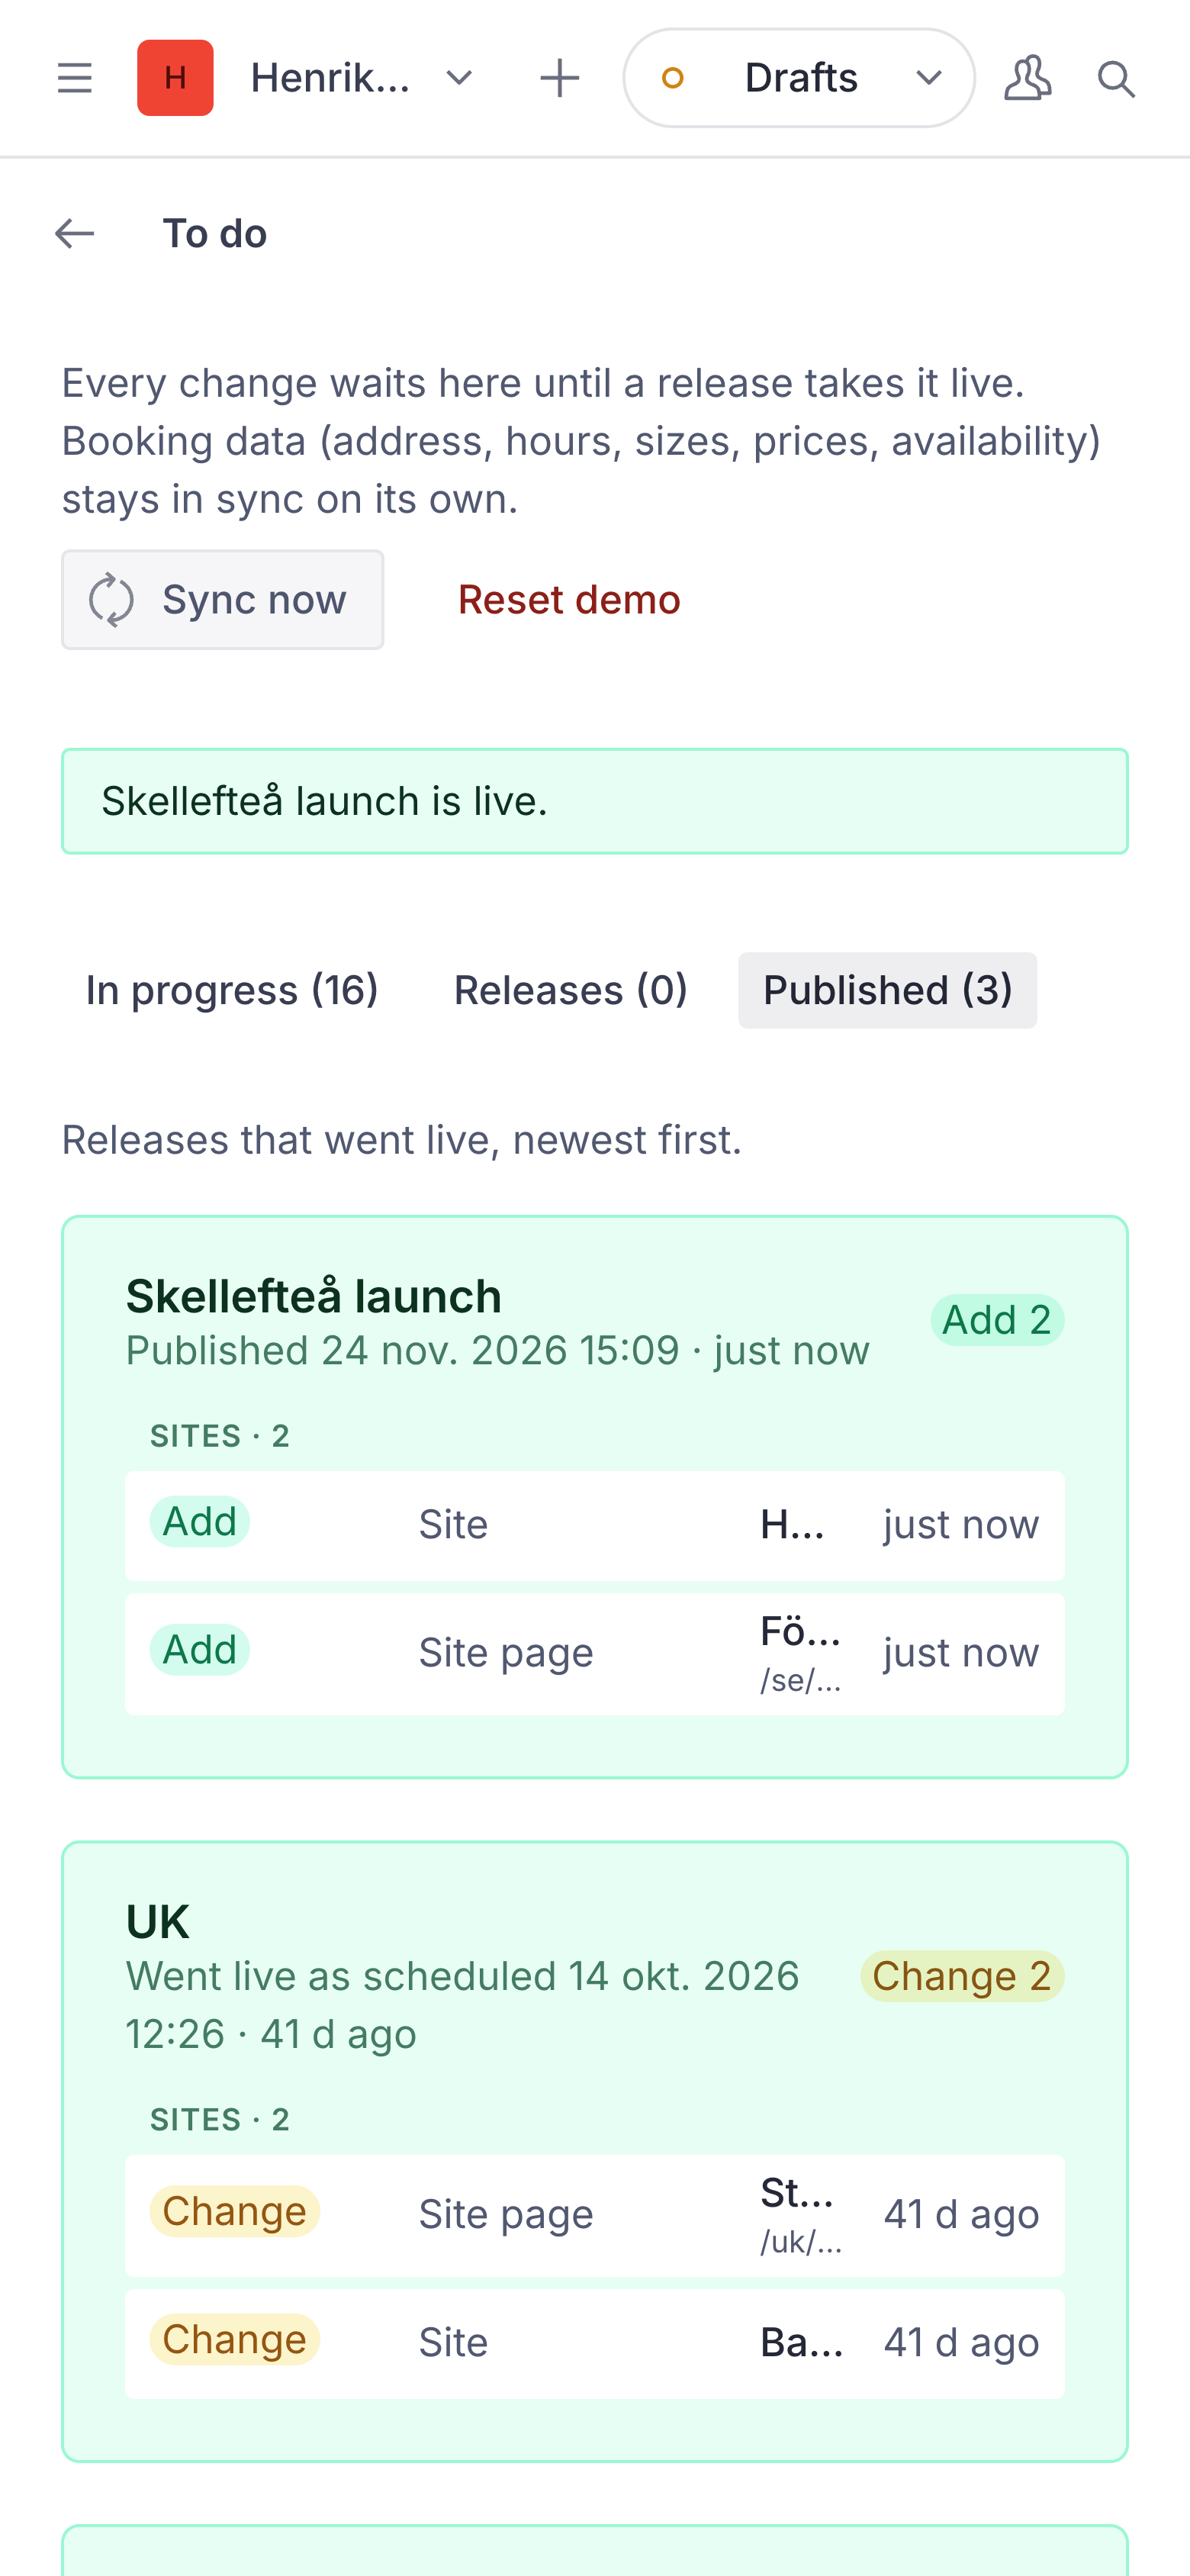 H Henrik... Drafts
To do
Every change waits here until a release takes it live.
Booking data (address, hours, sizes, prices, availability)
stays in sync on its own.
Sync now Reset demo
Skellefteå launch is live.
In progress (16) Releases (0) Published (3)
Releases that went live, newest first.
Skellefteå launch
Add 2
Published 24 nov. 2026 15:09 · just now
SITES · 2
Add Site H... just now
Add Site page Fö... just now
/se/...
UK
Went live as scheduled 14 okt. 2026 Change 2
12:26 · 41 d ago
SITES · 2
Change Site page St... 41 d ago
/uk/...
Change Site Ba... 41 d ago